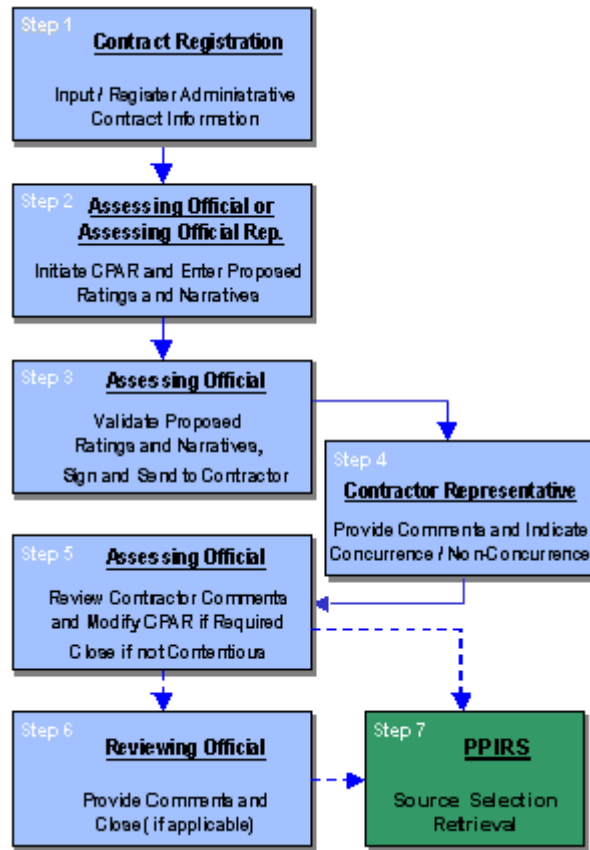 Step 1
Contract Registration
Input / Register Administrative
Contract Information
Step 2
Assessing Official or
Assessing Official Rep.
Initiate CPAR and Enter Proposed
Ratings and Narratives
Step 3
Assessing Official
Validate Proposed
Ratings and Narratives,
Sign and Send to Contractor
Step 4
Contractor Representative
Provide Comments and Indicate
Concurrence / Non-Concurrence
Step 5
Assessing Official
Review Contractor Comments
and Modify CPAR if Required
Close if not Contentious
Step 6
Reviewing Official
Provide Comments and
Close( if applicable)
Step 7
PPIRS
Source Selection
Retrieval